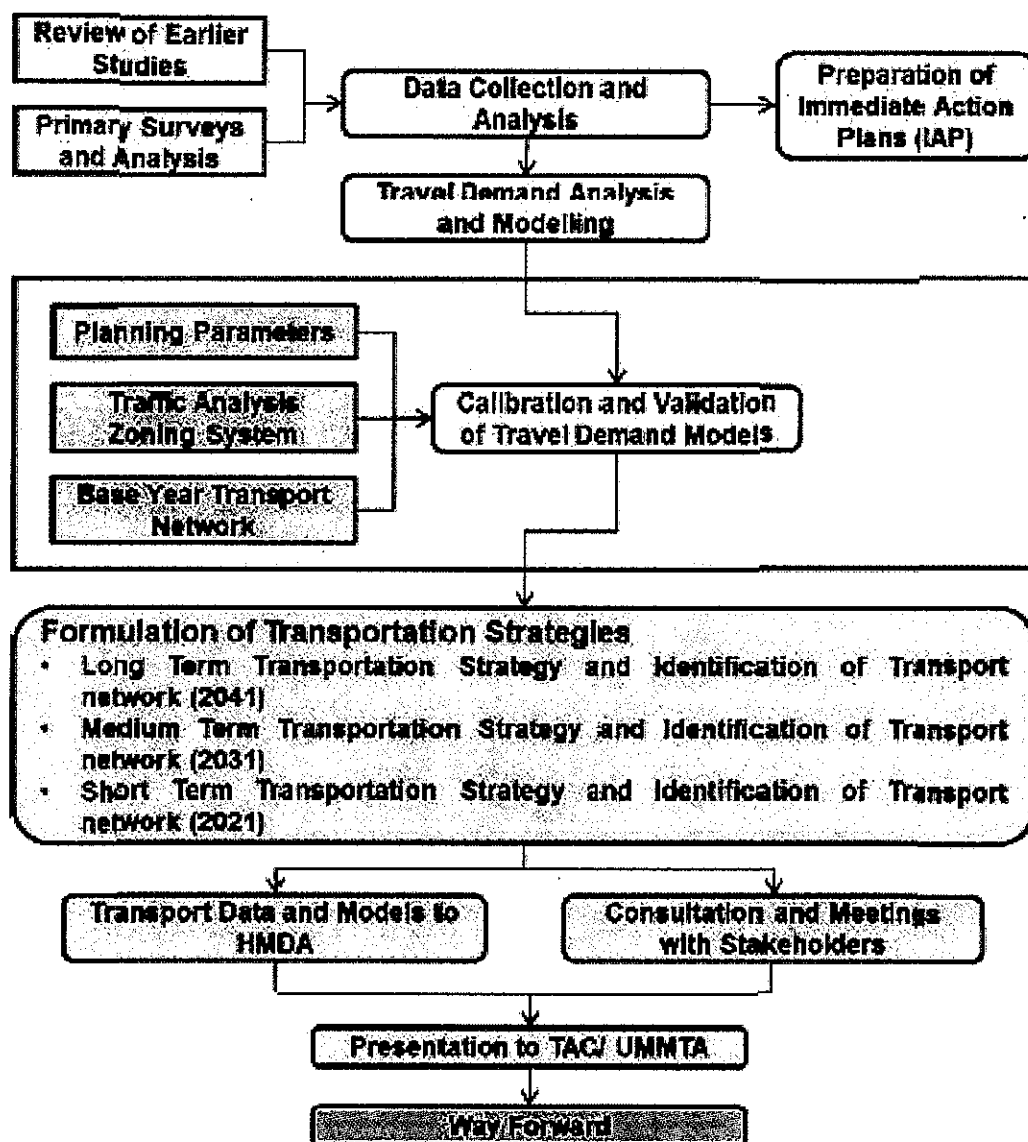 Review of Earlier
Studies
Primary Surveys
and Analysis
Data Collection and
Analysis
Preparation of
Immediate Action
Plans (IAP)
Travel Demand Analysis
and Modelling
Planning Parameters
Traffic Analysis
Zoning System
Base Year Transport
Network
Calibration and Validation
of Travel Demand Models
Formulation of Transportation Strategies
• Long Term Transportation Strategy and Identification of Transport
network (2041)
• Medium Term Transportation Strategy and Identification of Transport
network (2031)
• Short Term Transportation Strategy and Identification of Transport
network (2021)
Transport Data and Models to
HMDA
Consultation and Meetings
with Stakeholders
Presentation to TAC/ UMMTA
Way Forward